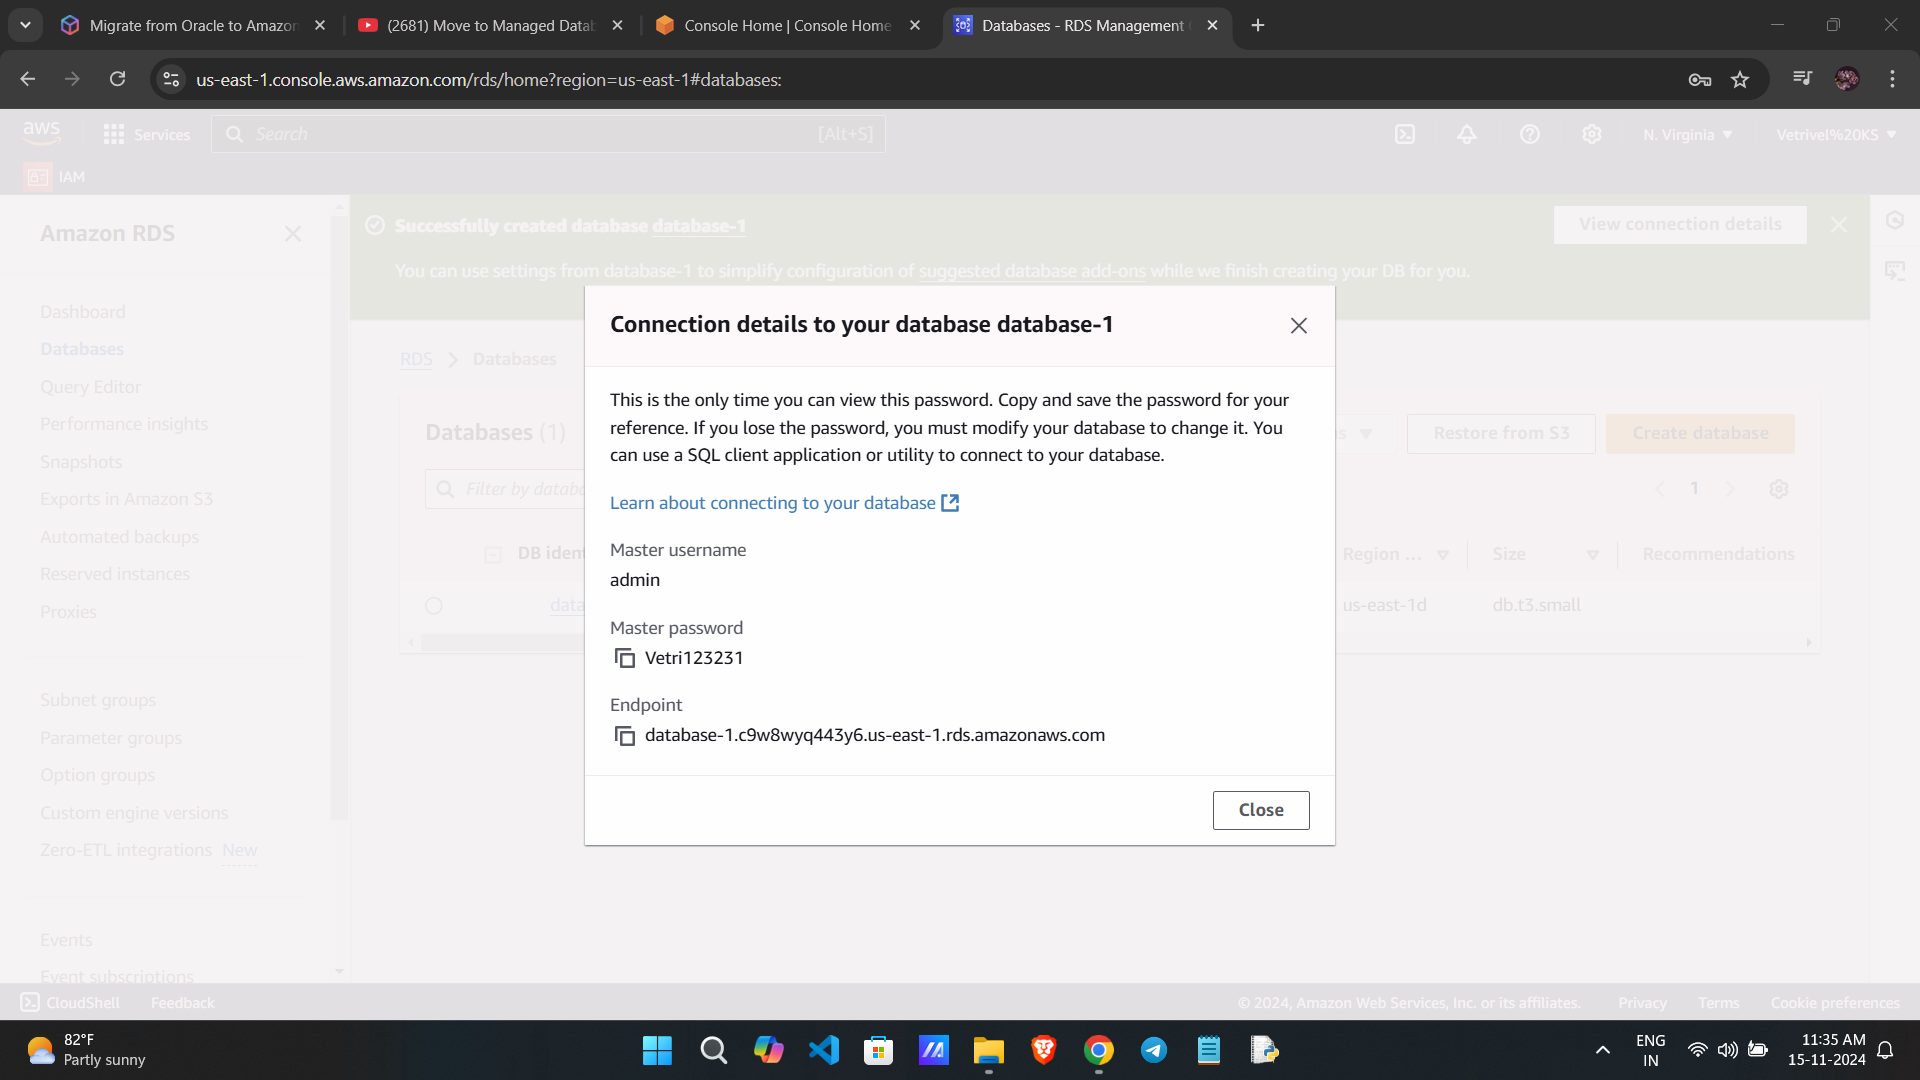 Migrate from Oracle to Amazon
(2681) Move to Managed Datab
Console Home | Console Home
Databases - RDS Management
us-east-1.console.aws.amazon.com/rds/home?region=us-east-1#databases:
aws
Services
Search
[Alt+S]
N. Virginia
Vetrivel%20KS
IAM
Amazon RDS
Dashboard
Databases
Query Editor
Performance insights
Snapshots
Exports in Amazon S3
Automated backups
Reserved instances
Proxies
Subnet groups
Parameter groups
Option groups
Custom engine versions
Zero-ETL integrations New
Events
Event subscriptions
Successfully created database database-1
View connection details
You can use settings from database-1 to simplify configuration of suggested database add-ons while we finish creating your DB for you.
RDS
Databases
Databases (1)
Restore from S3
Create database
Filter by databa
1
DB iden
Region ...
Size
Recommendations
data
us-east-1d
db.t3.small
Connection details to your database database-1
This is the only time you can view this password. Copy and save the password for your
reference. If you lose the password, you must modify your database to change it. You
can use a SQL client application or utility to connect to your database.
Learn about connecting to your database
Master username
admin
Master password
Vetri123231
Endpoint
database-1.c9w8wyq443y6.us-east-1.rds.amazonaws.com
Close
CloudShell
Feedback
© 2024, Amazon Web Services, Inc. or its affiliates.
Privacy
Terms
Cookie preferences
82°F
Partly sunny
ENG
IN
11:35 AM
15-11-2024